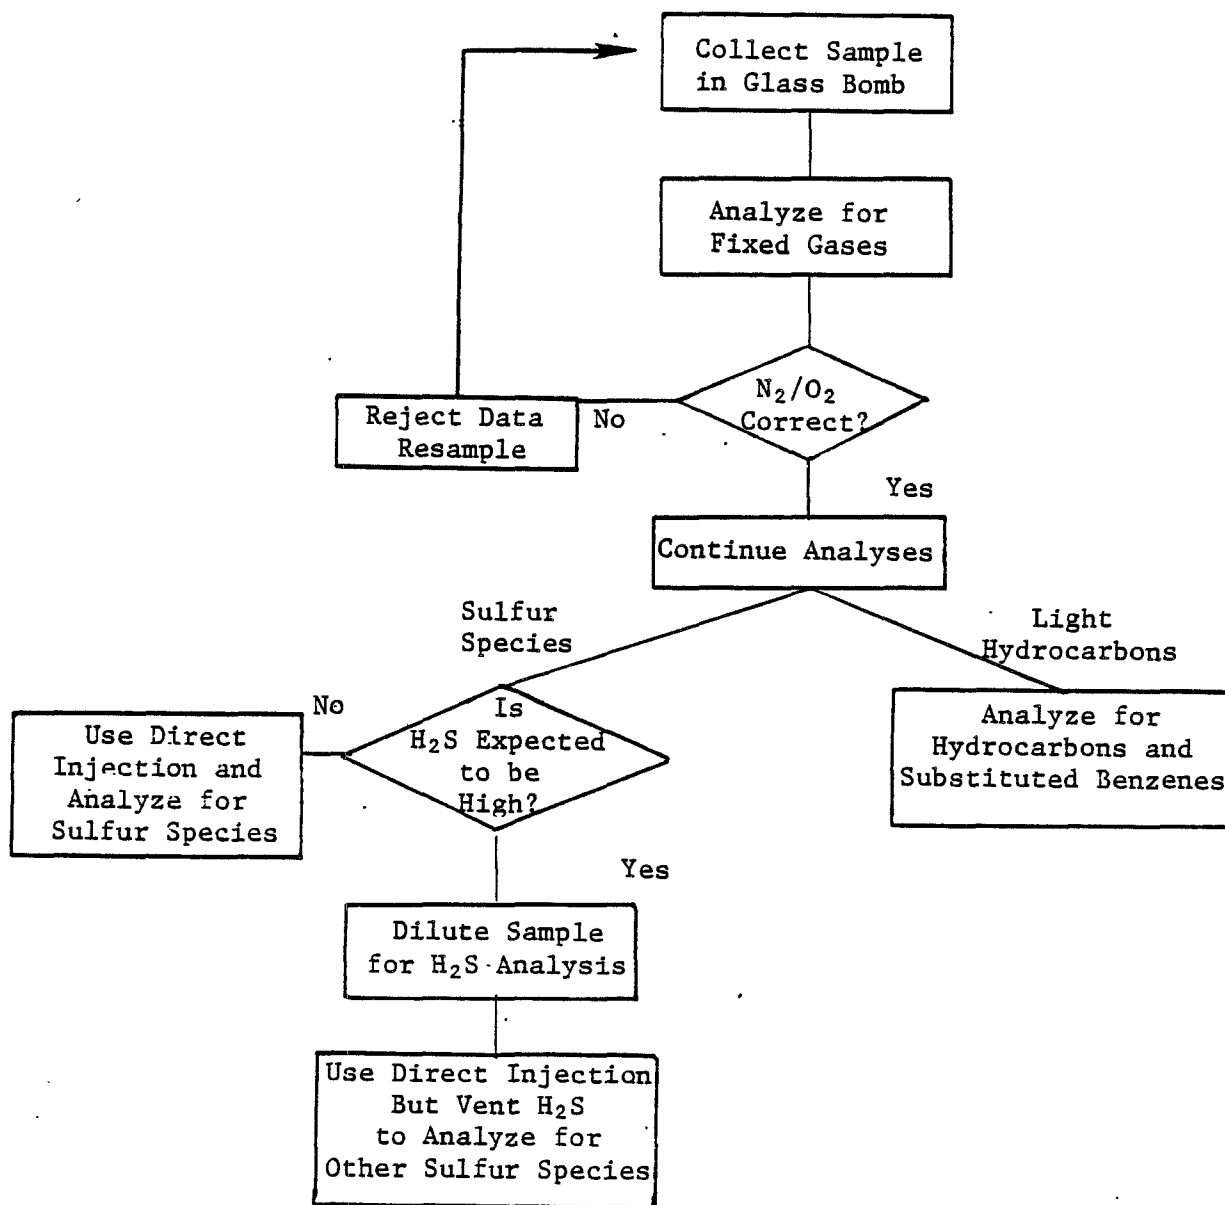 Collect Sample
in Glass Bomb
Analyze for
Fixed Gases
N₂/O₂
Correct?
No
Reject Data
Resample
Yes
Continue Analyses
Sulfur
Species
Light
Hydrocarbons
No
Is
H₂S Expected
to be
High?
Use Direct
Injection and
Analyze for
Sulfur Species
Analyze for
Hydrocarbons and
Substituted Benzenes
Yes
Dilute Sample
for H₂S Analysis
Use Direct Injection
But Vent H₂S
to Analyze for
Other Sulfur Species